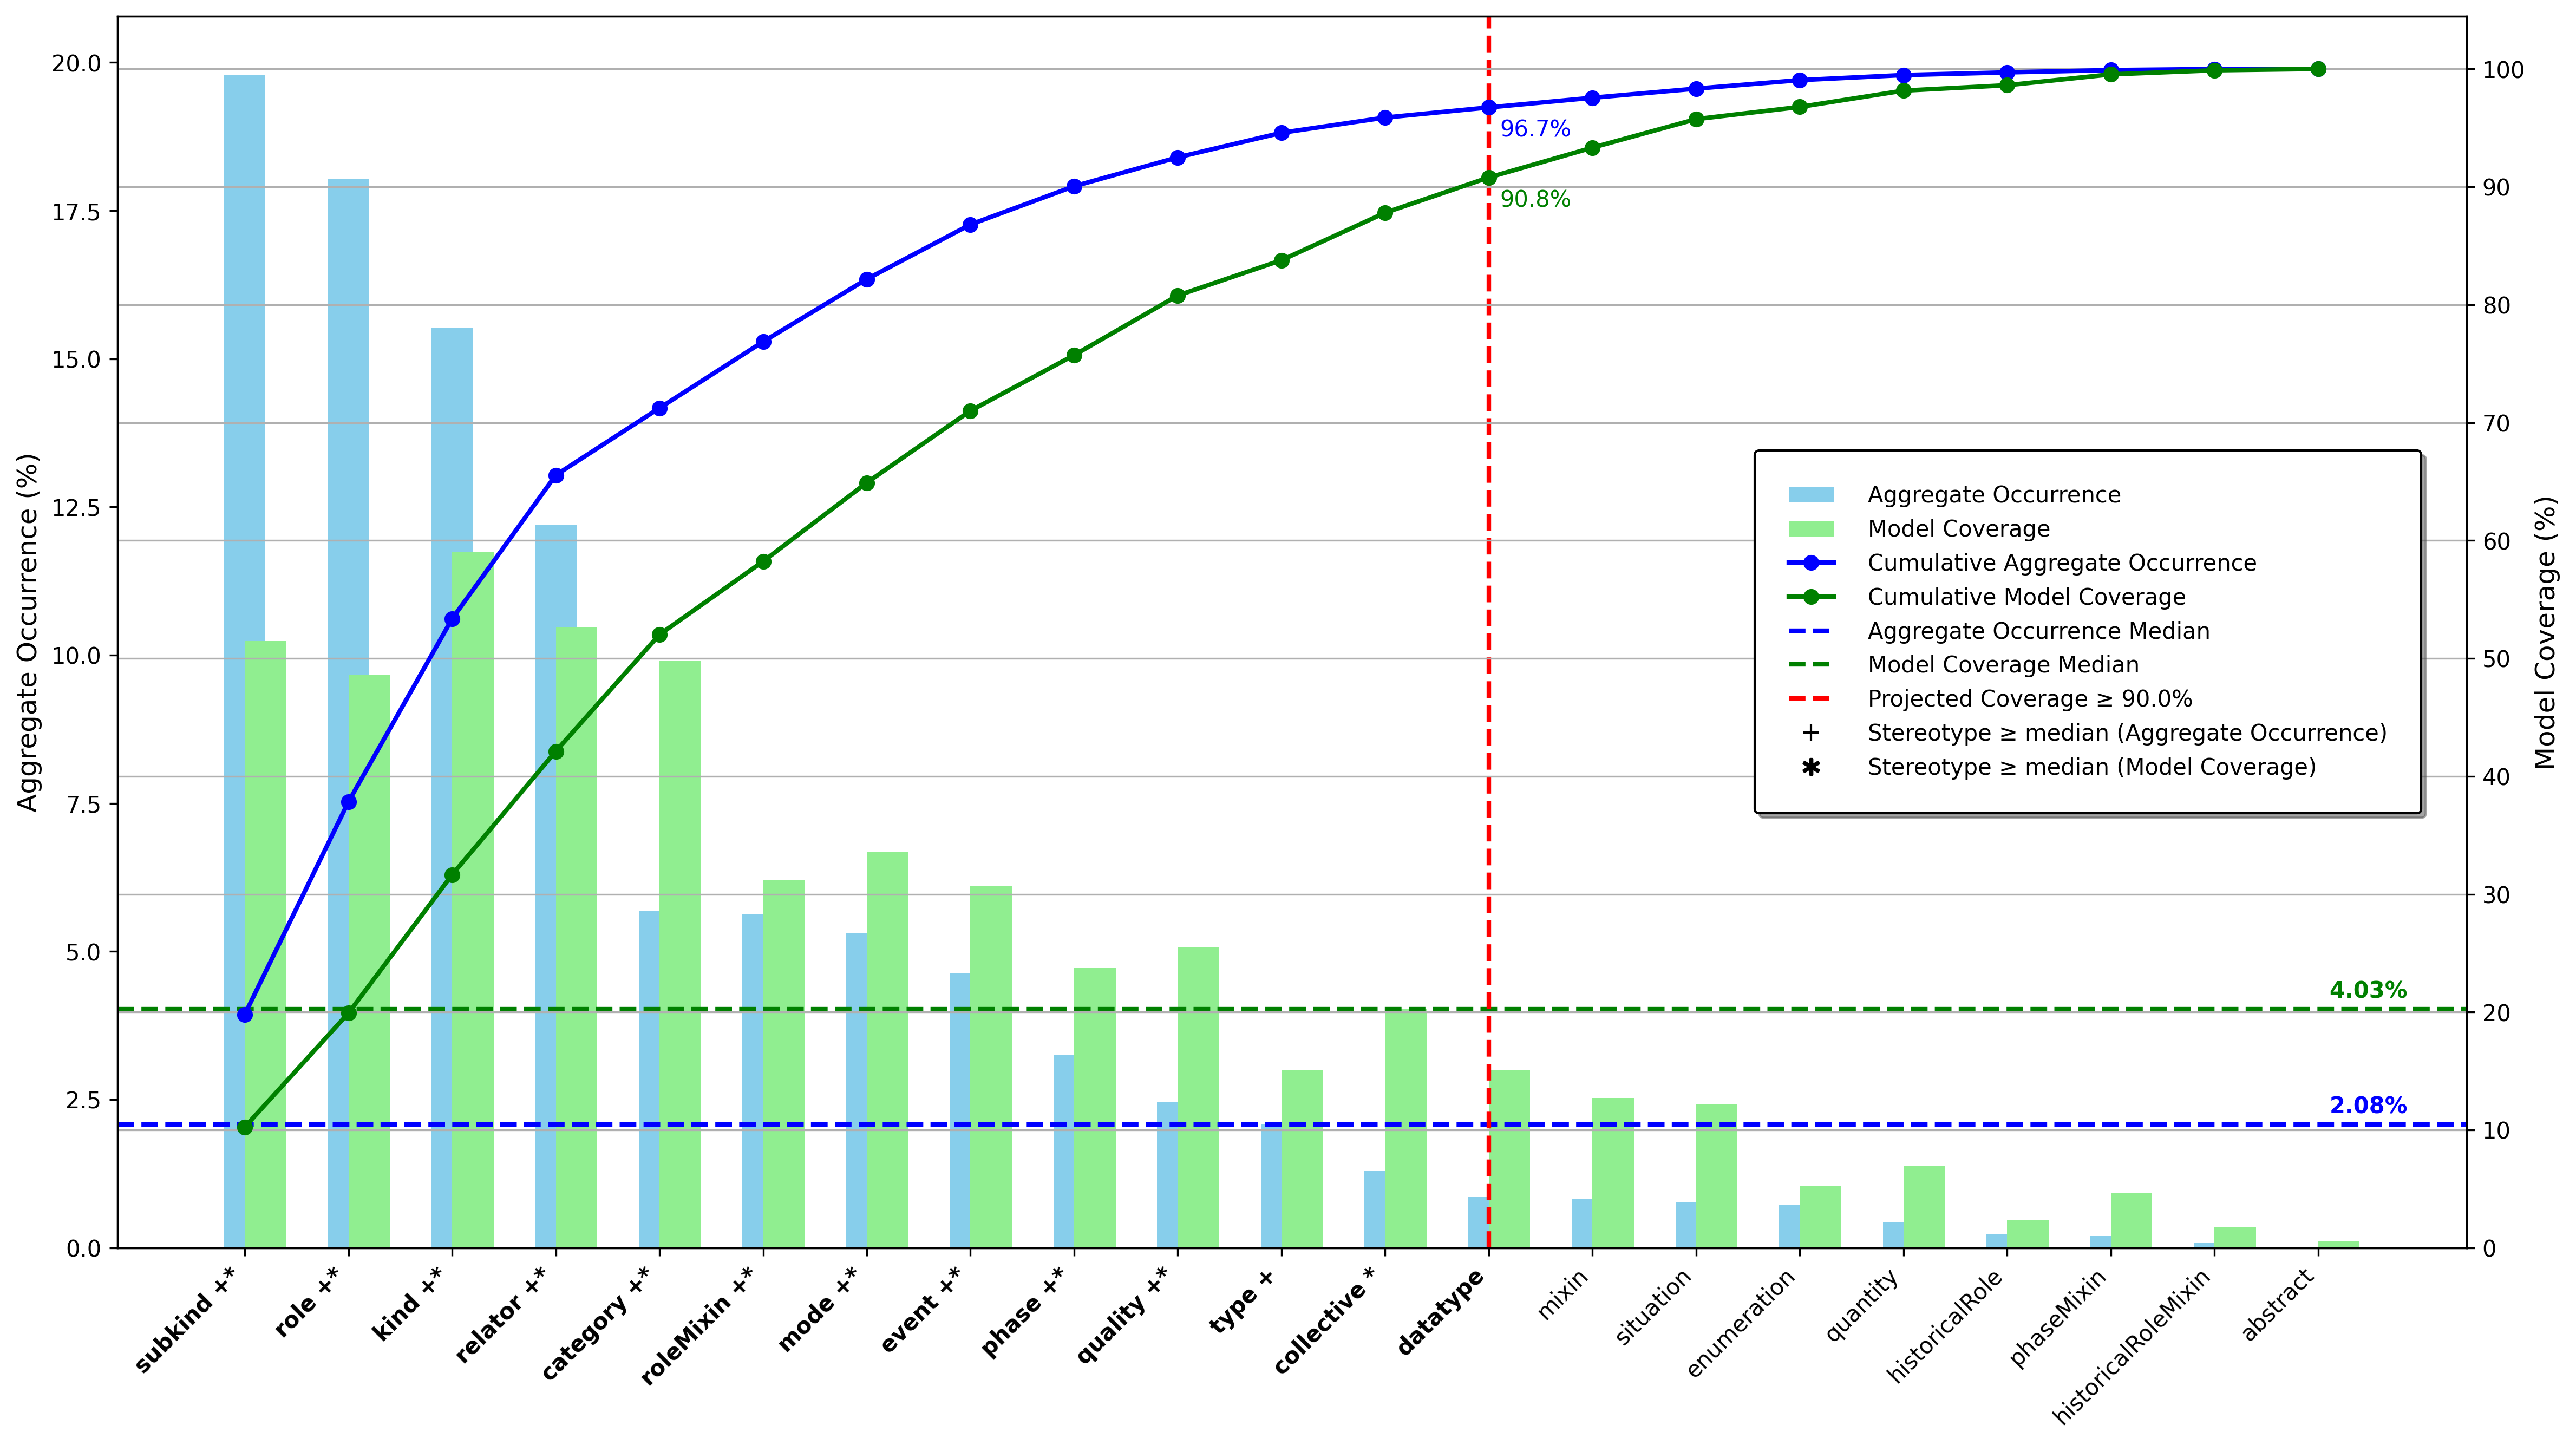 Aggregate Occurrence (%)
20.0
17.5
15.0
12.5
10.0
7.5
5.0
2.5
0.0
100
90
80
70
60
50
40
30
20
10
0
Model Coverage (%)
96.7%
90.8%
Aggregate Occurrence
Model Coverage
Cumulative Aggregate Occurrence
Cumulative Model Coverage
Aggregate Occurrence Median
Model Coverage Median
Projected Coverage ≥ 90.0%
+ Stereotype ≥ median (Aggregate Occurrence)
✱ Stereotype ≥ median (Model Coverage)
4.03%
2.08%
subkind +*
role +*
kind +*
relator +*
category +*
roleMixin +*
mode +*
event +*
phase +*
quality +*
type +
collective *
datatype
mixin
situation
enumeration
quantity
historicalRole
phaseMixin
historicalRoleMixin
abstract